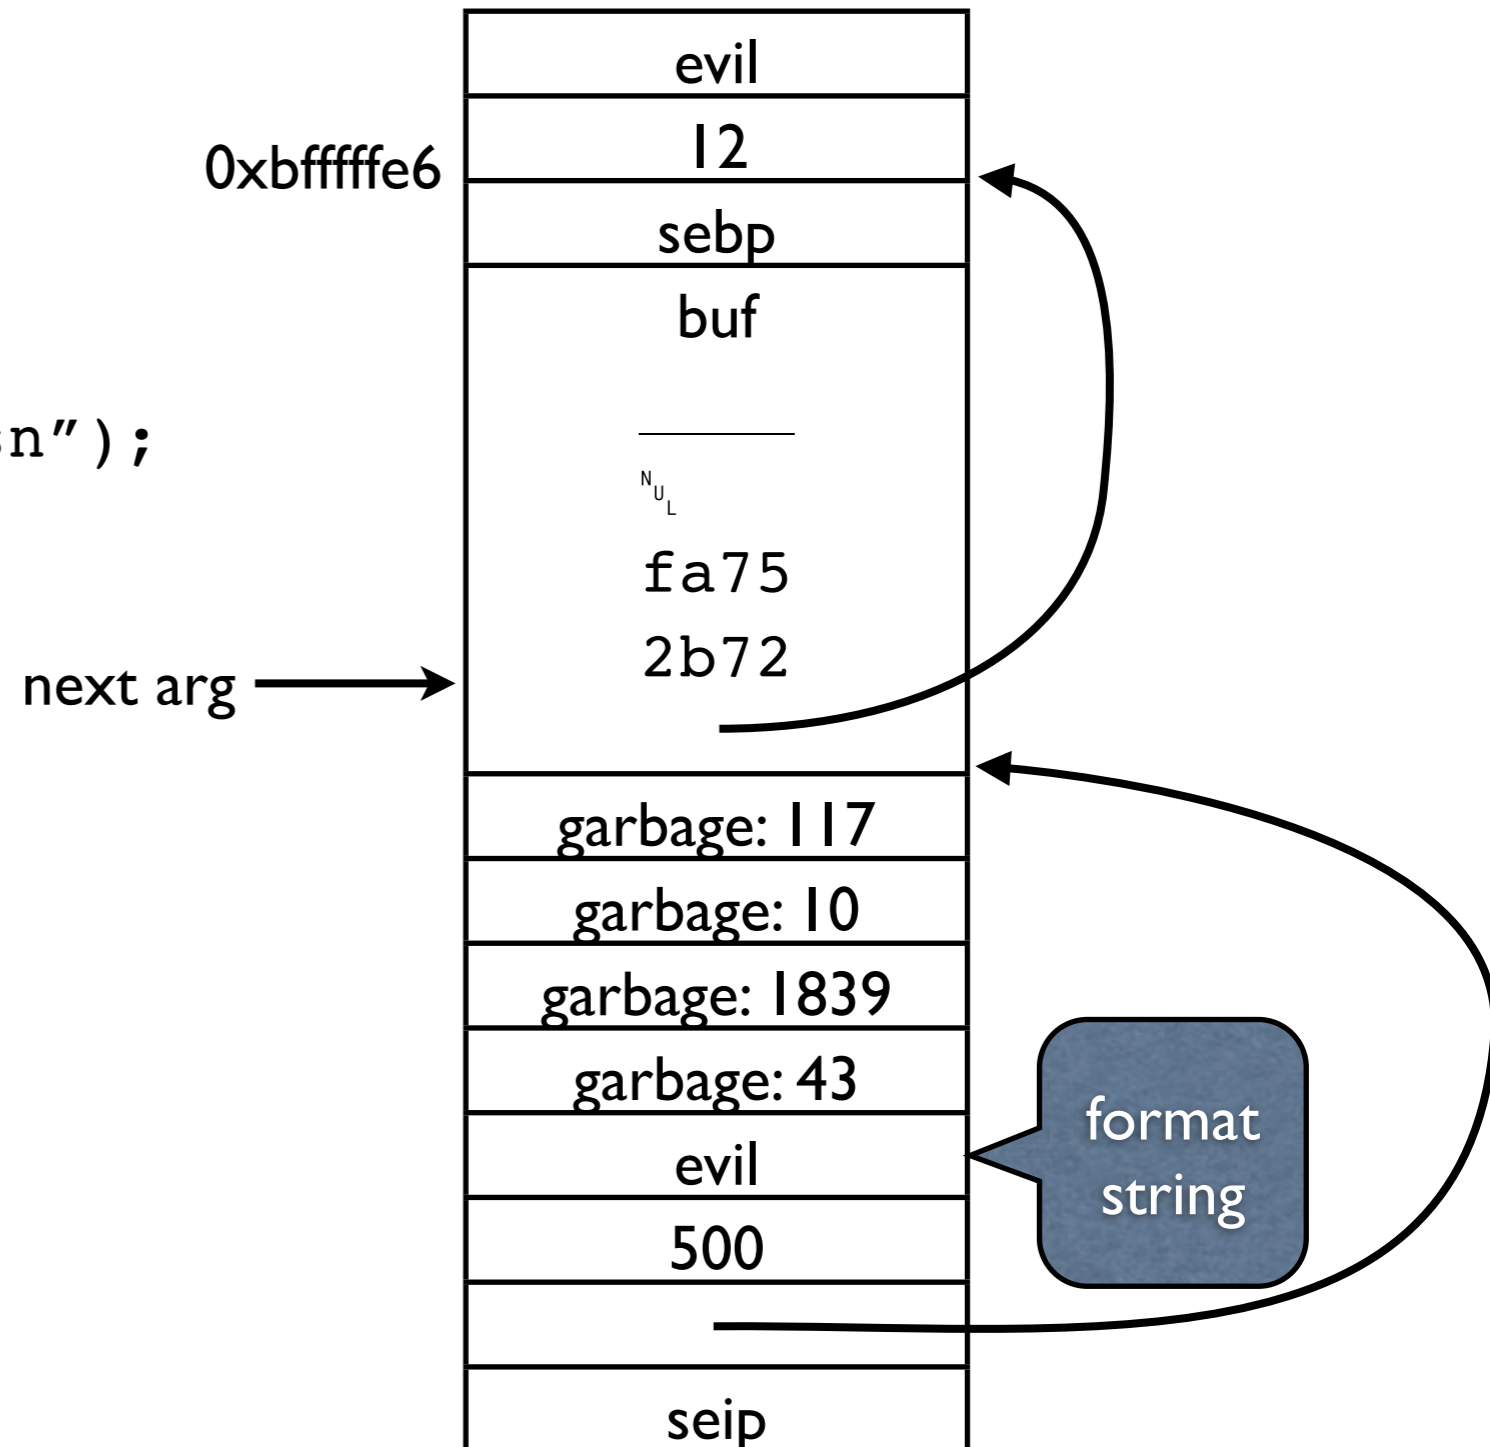 evil
12
0xbfffffe6
sebp
buf
sn”);
NUL
fa75
2b72
next arg
garbage: 117
garbage: 10
garbage: 1839
garbage: 43
format
string
evil
500
seip